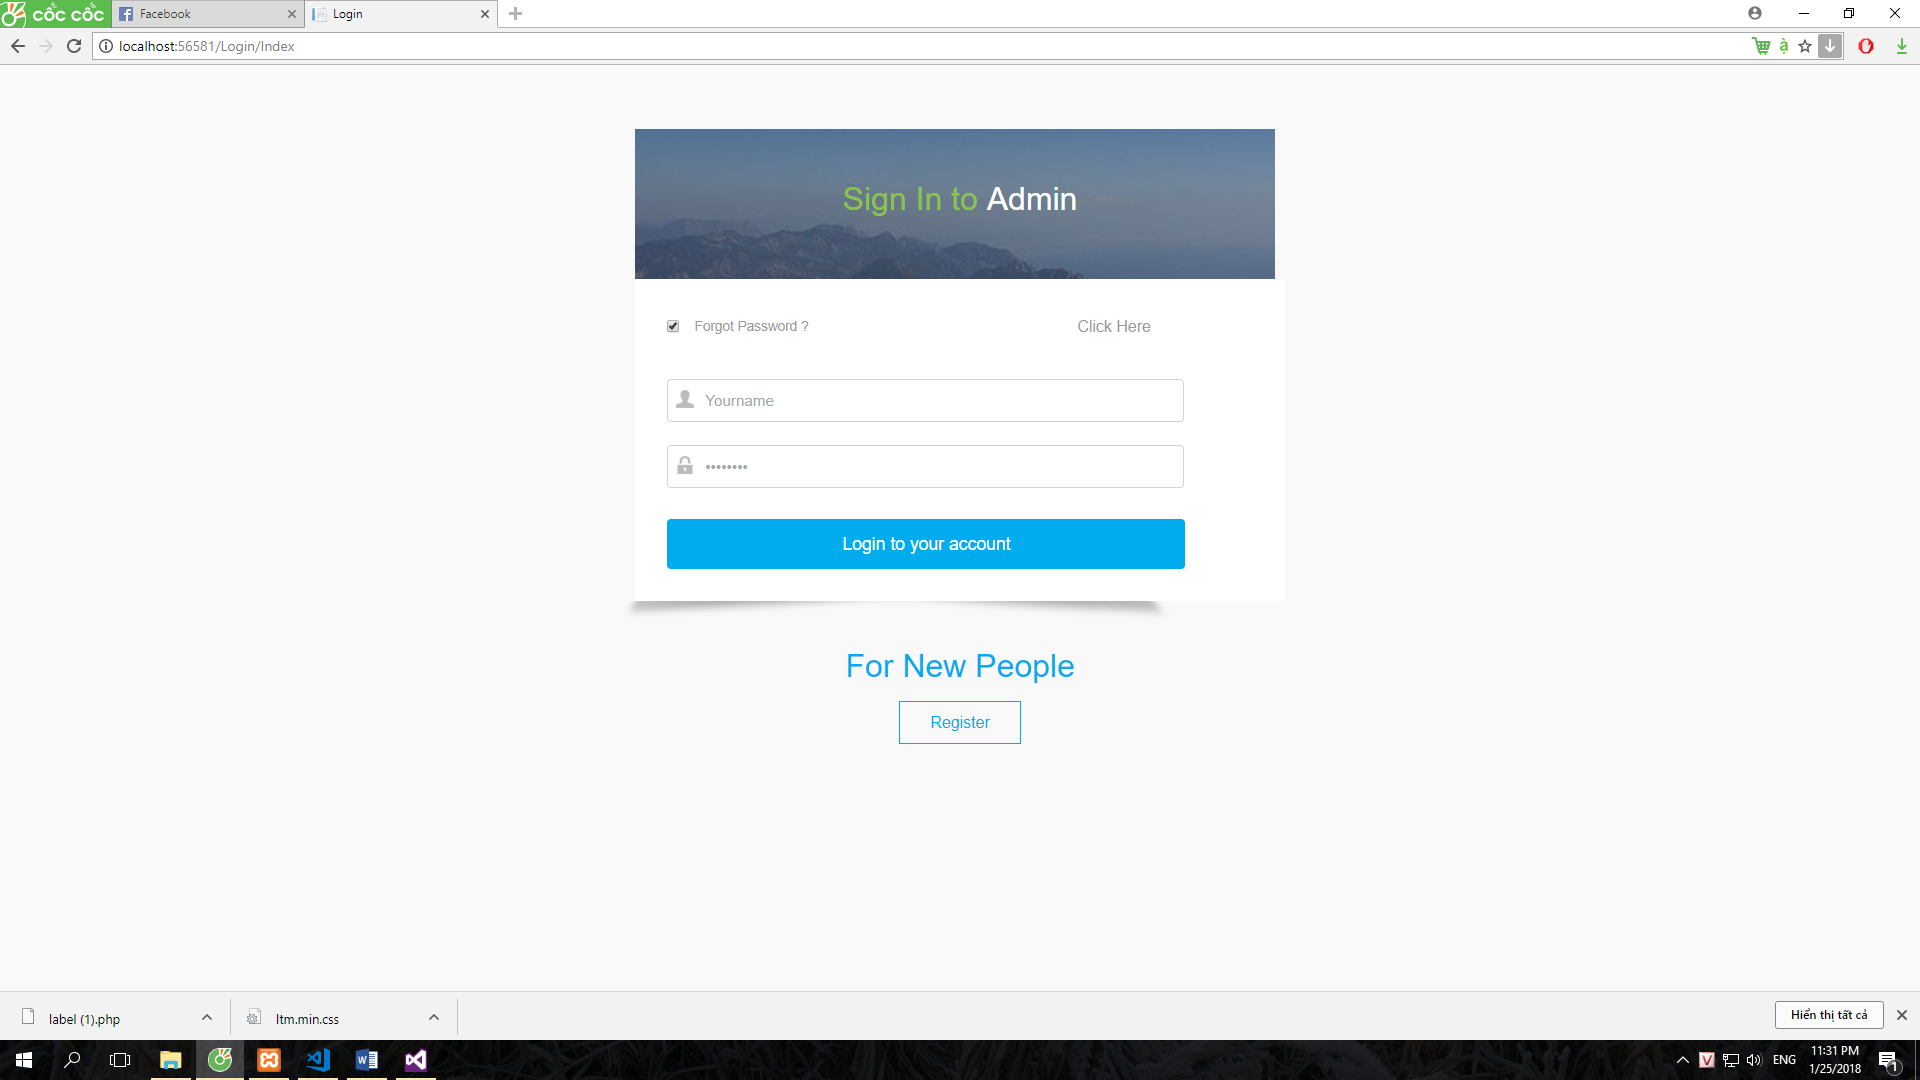 cốc cốc
Facebook
Login
localhost:56581/Login/Index
Sign In to Admin
Forgot Password ?
Click Here
Yourname
••••••••
Login to your account
For New People
Register
label (1).php
ltm.min.css
Hiển thị tất cả
ENG
11:31 PM
1/25/2018
1